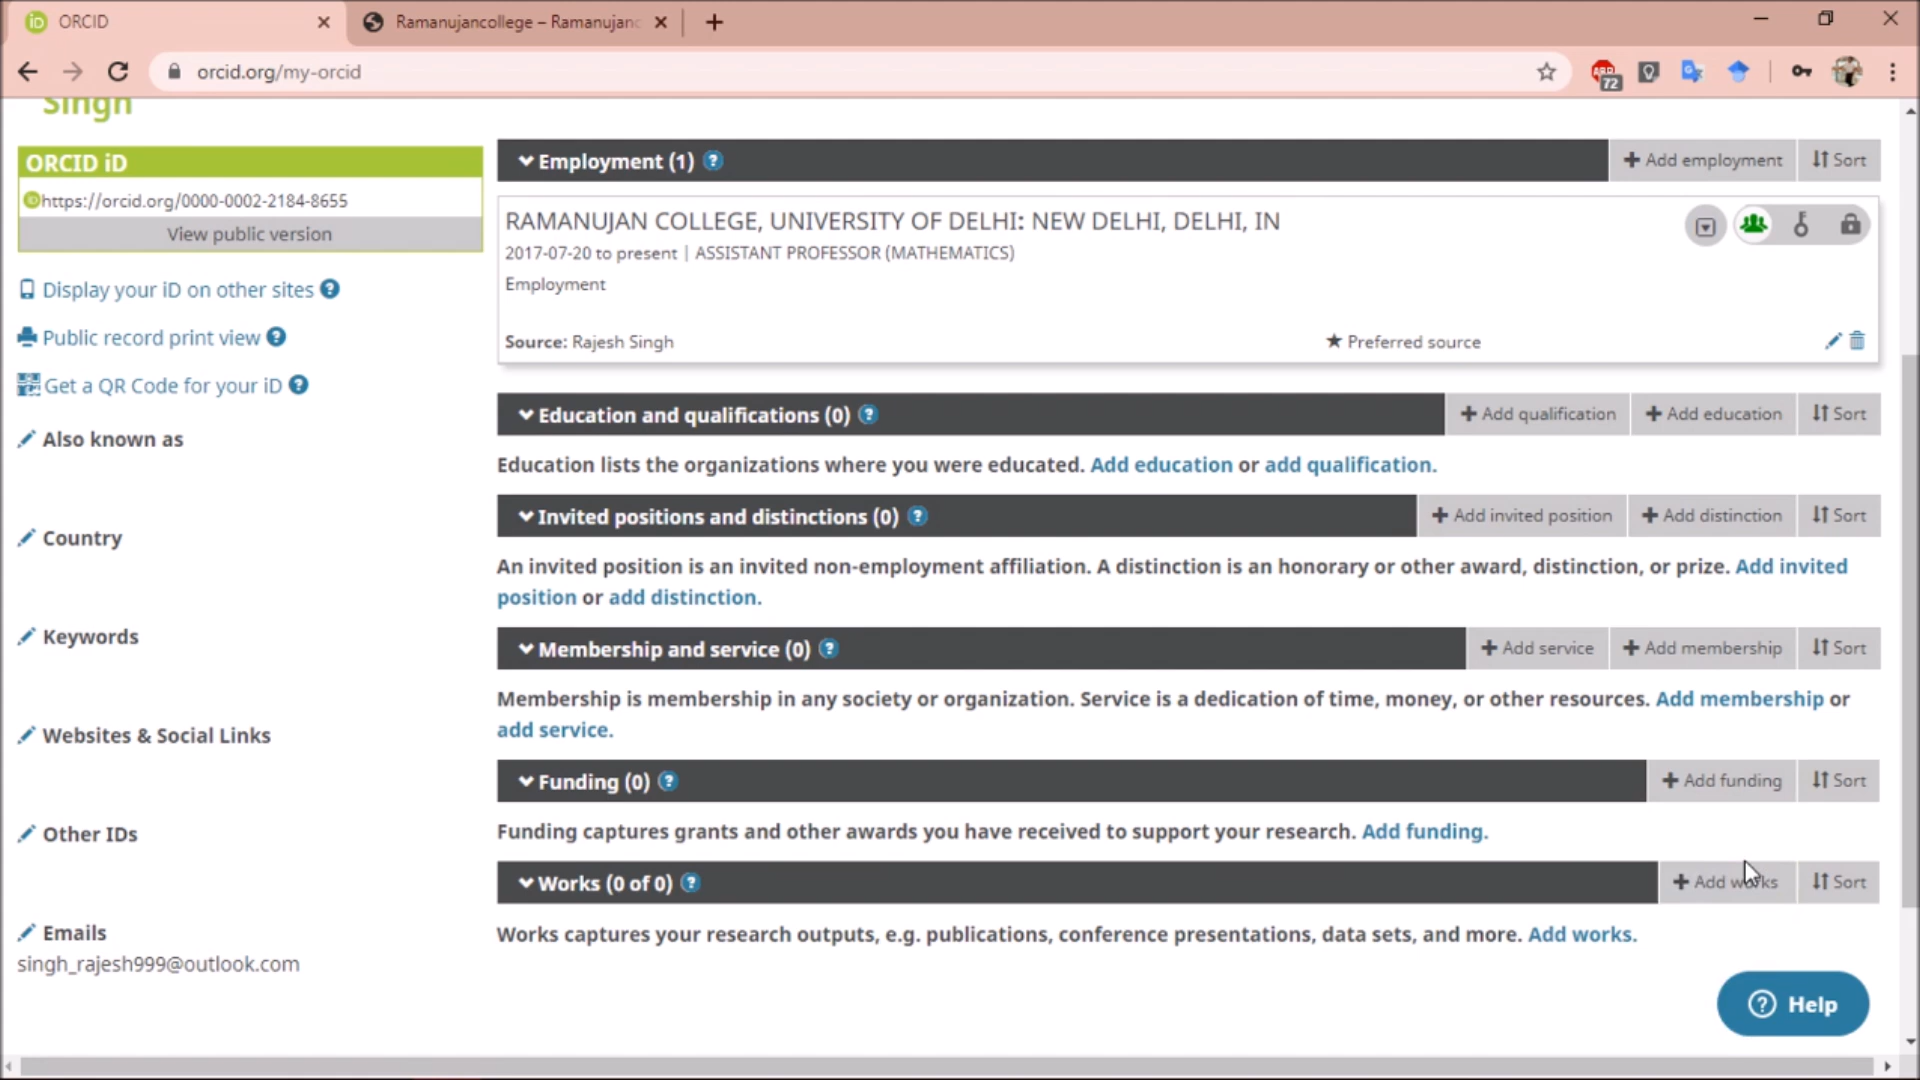 ORCID
Ramanujancollege – Ramanujanc
orcid.org/my-orcid
72
Singh
ORCID iD
https://orcid.org/0000-0002-2184-8655
View public version
Display your iD on other sites
Public record print view
Get a QR Code for your iD
Also known as
Country
Keywords
Websites & Social Links
Other IDs
Emails
singh_rajesh999@outlook.com
Employment (1)
Add employment
Sort
RAMANUJAN COLLEGE, UNIVERSITY OF DELHI: NEW DELHI, DELHI, IN
2017-07-20 to present | ASSISTANT PROFESSOR (MATHEMATICS)
Employment
Source: Rajesh Singh
Preferred source
Education and qualifications (0)
Add qualification
Add education
Sort
Education lists the organizations where you were educated. Add education or add qualification.
Invited positions and distinctions (0)
Add invited position
Add distinction
Sort
An invited position is an invited non-employment affiliation. A distinction is an honorary or other award, distinction, or prize. Add invited
position or add distinction.
Membership and service (0)
Add service
Add membership
Sort
Membership is membership in any society or organization. Service is a dedication of time, money, or other resources. Add membership or
add service.
Funding (0)
Add funding
Sort
Funding captures grants and other awards you have received to support your research. Add funding.
Works (0 of 0)
Add works
Sort
Works captures your research outputs, e.g. publications, conference presentations, data sets, and more. Add works.
Help